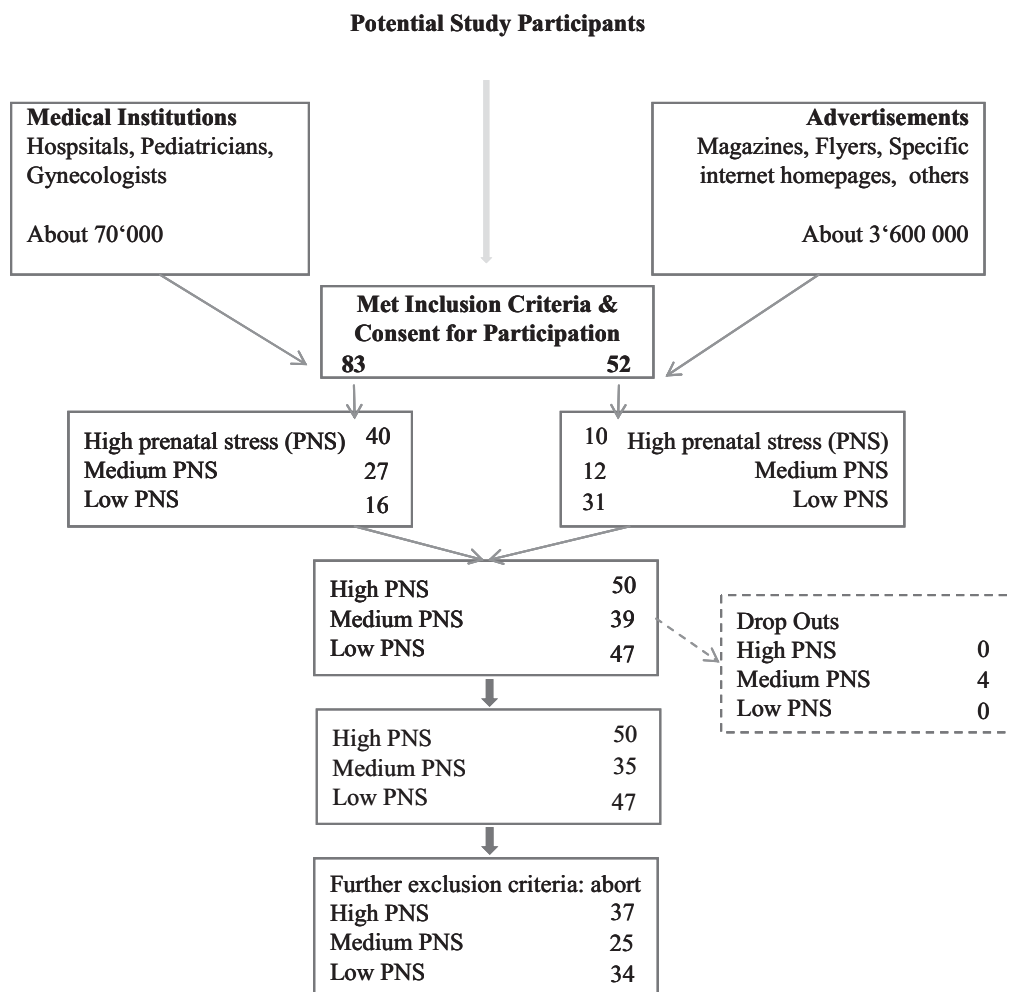 Potential Study Participants
Medical Institutions
Hospsitals, Pediatricians,
Gynecologists
About 70‘000
Advertisements
Magazines, Flyers, Specific
internet homepages, others
About 3‘600 000
Met Inclusion Criteria &
Consent for Participation
83 52
High prenatal stress (PNS) 40
Medium PNS 27
Low PNS 16
10 High prenatal stress (PNS)
12 Medium PNS
31 Low PNS
High PNS 50
Medium PNS 39
Low PNS 47
Drop Outs
High PNS 0
Medium PNS 4
Low PNS 0
High PNS 50
Medium PNS 35
Low PNS 47
Further exclusion criteria: abort
High PNS 37
Medium PNS 25
Low PNS 34